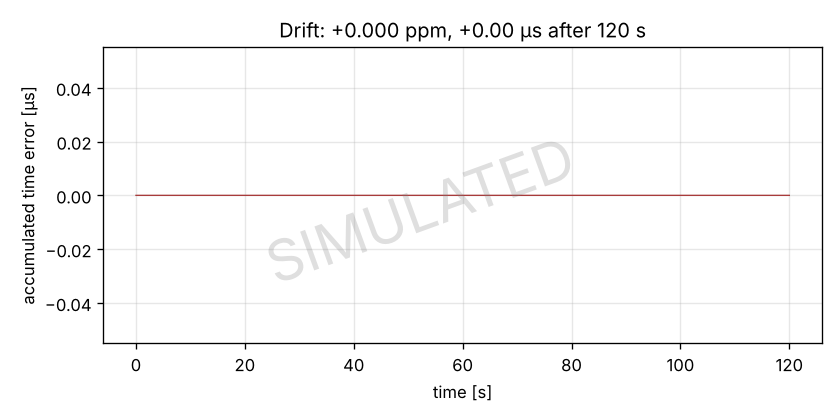 Drift: +0.000 ppm, +0.00 µs after 120 s
accumulated time error [µs]
0.04
0.02
0.00
−0.02
−0.04
SIMULATED
0 20 40 60 80 100 120
time [s]